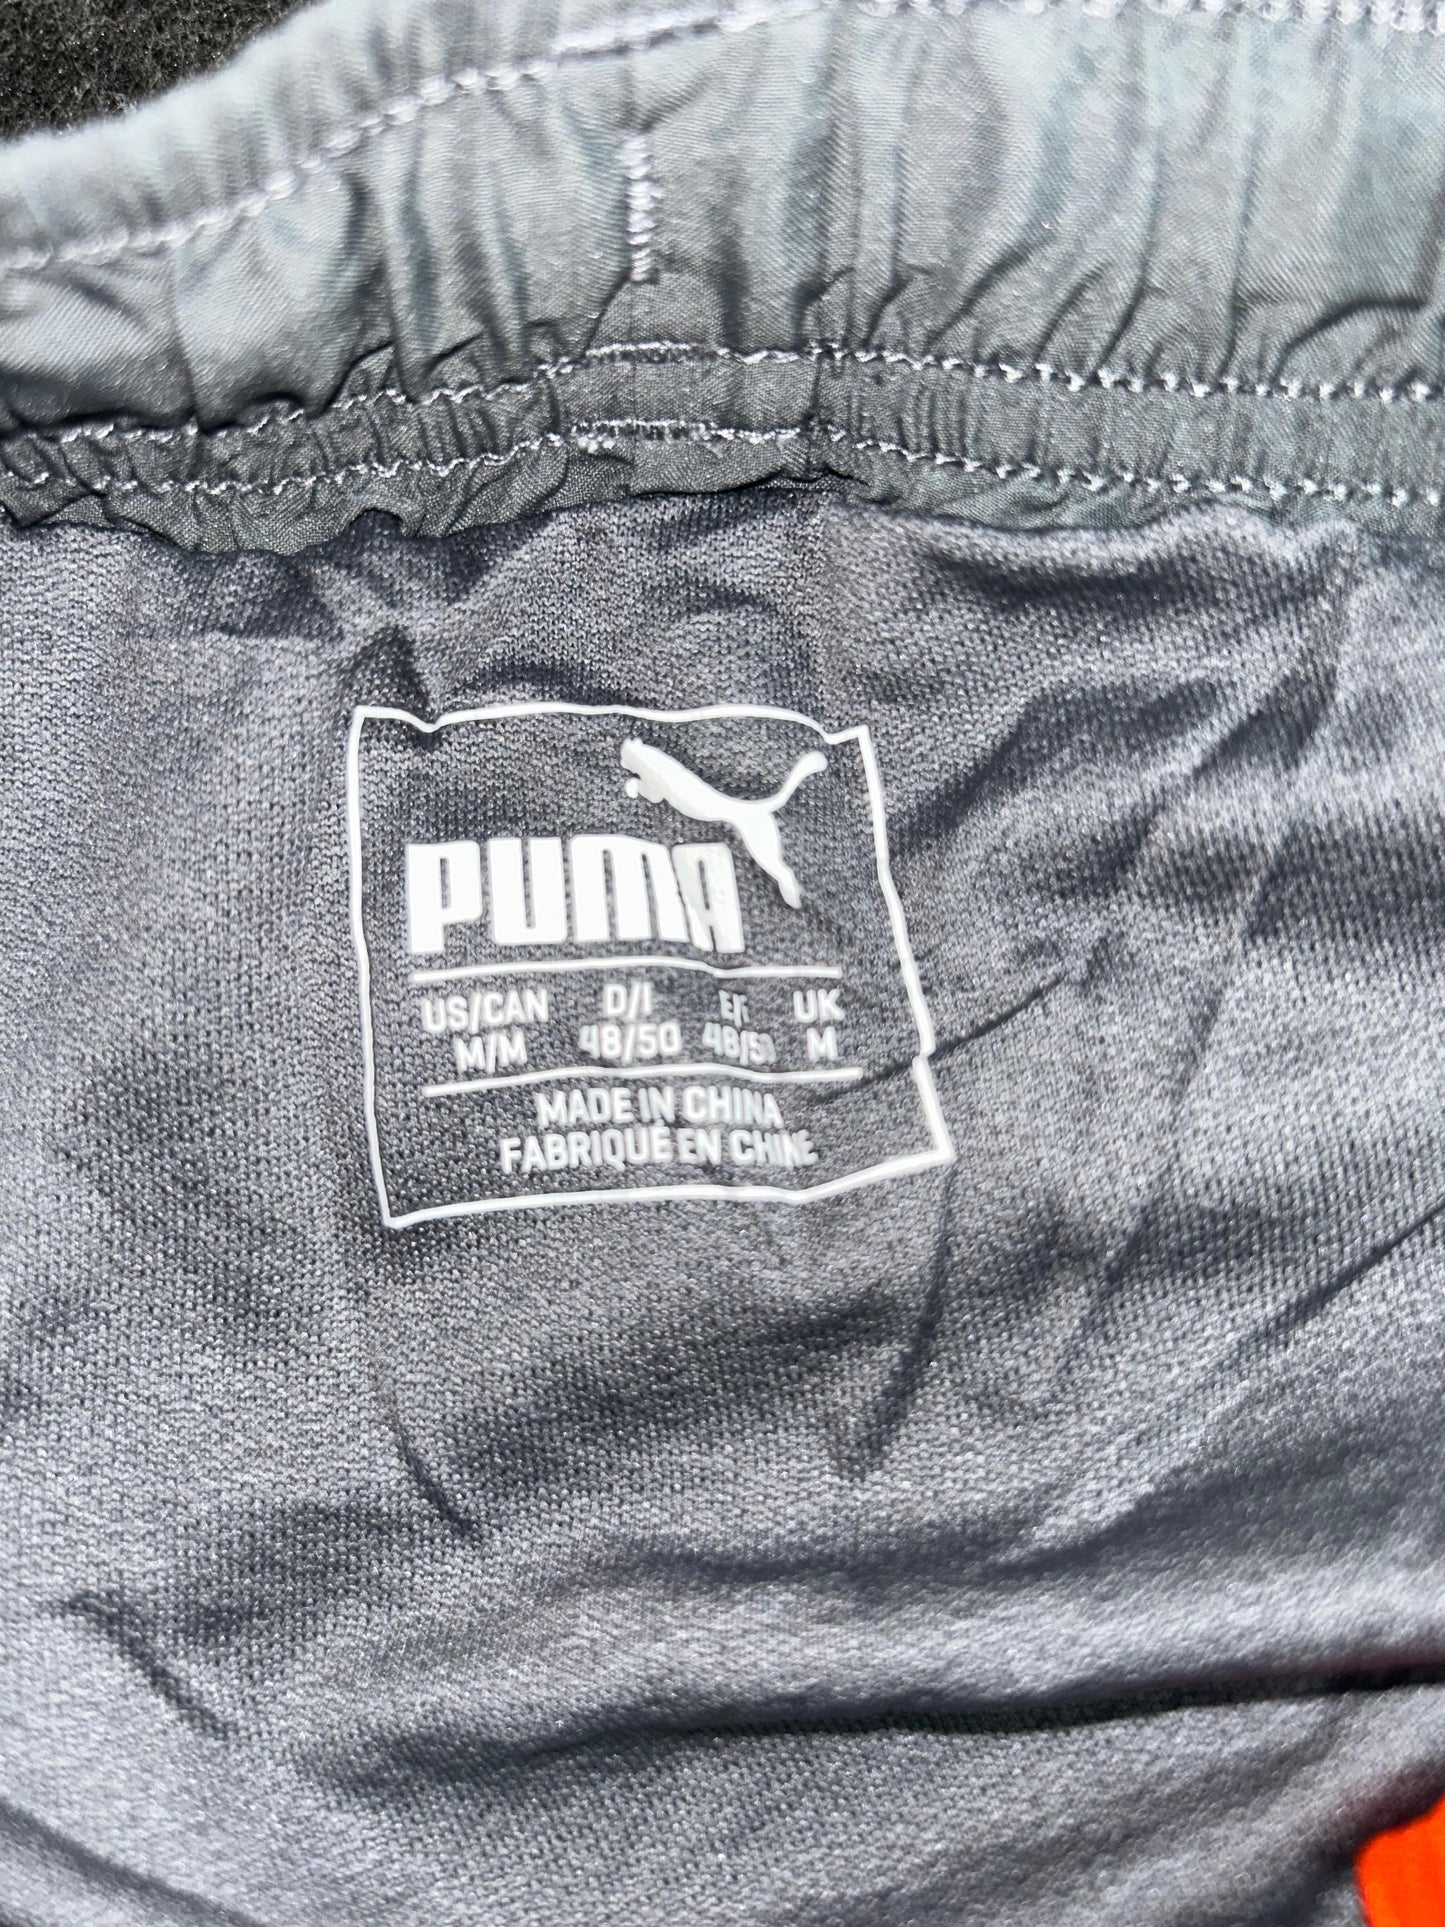 PUMA
US/CAN D/I UK
M/M 48/50 M
MADE IN CHINA
FABRIQUÉ EN CHINE